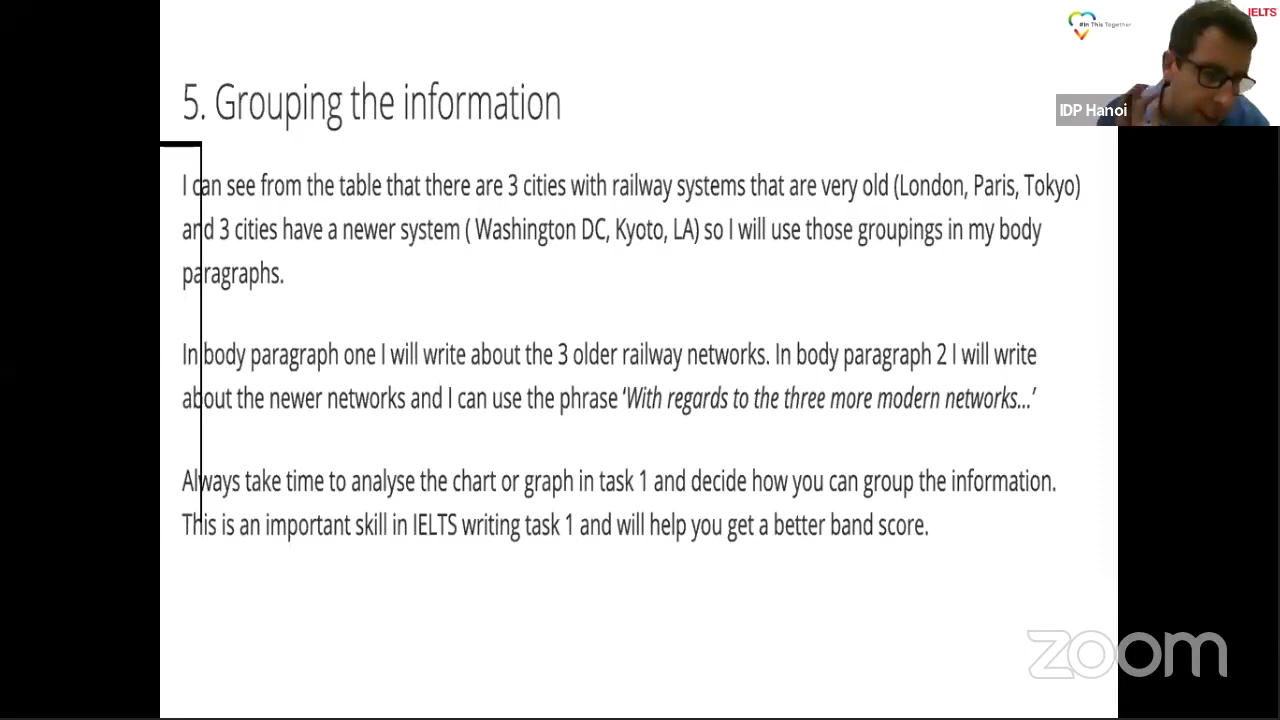 #In This Together
IELTS
IDP Hanoi
5. Grouping the information
I can see from the table that there are 3 cities with railway systems that are very old (London, Paris, Tokyo)
and 3 cities have a newer system ( Washington DC, Kyoto, LA) so I will use those groupings in my body
paragraphs.
In body paragraph one I will write about the 3 older railway networks. In body paragraph 2 I will write
about the newer networks and I can use the phrase ‘With regards to the three more modern networks...’
Always take time to analyse the chart or graph in task 1 and decide how you can group the information.
This is an important skill in IELTS writing task 1 and will help you get a better band score.
zoom